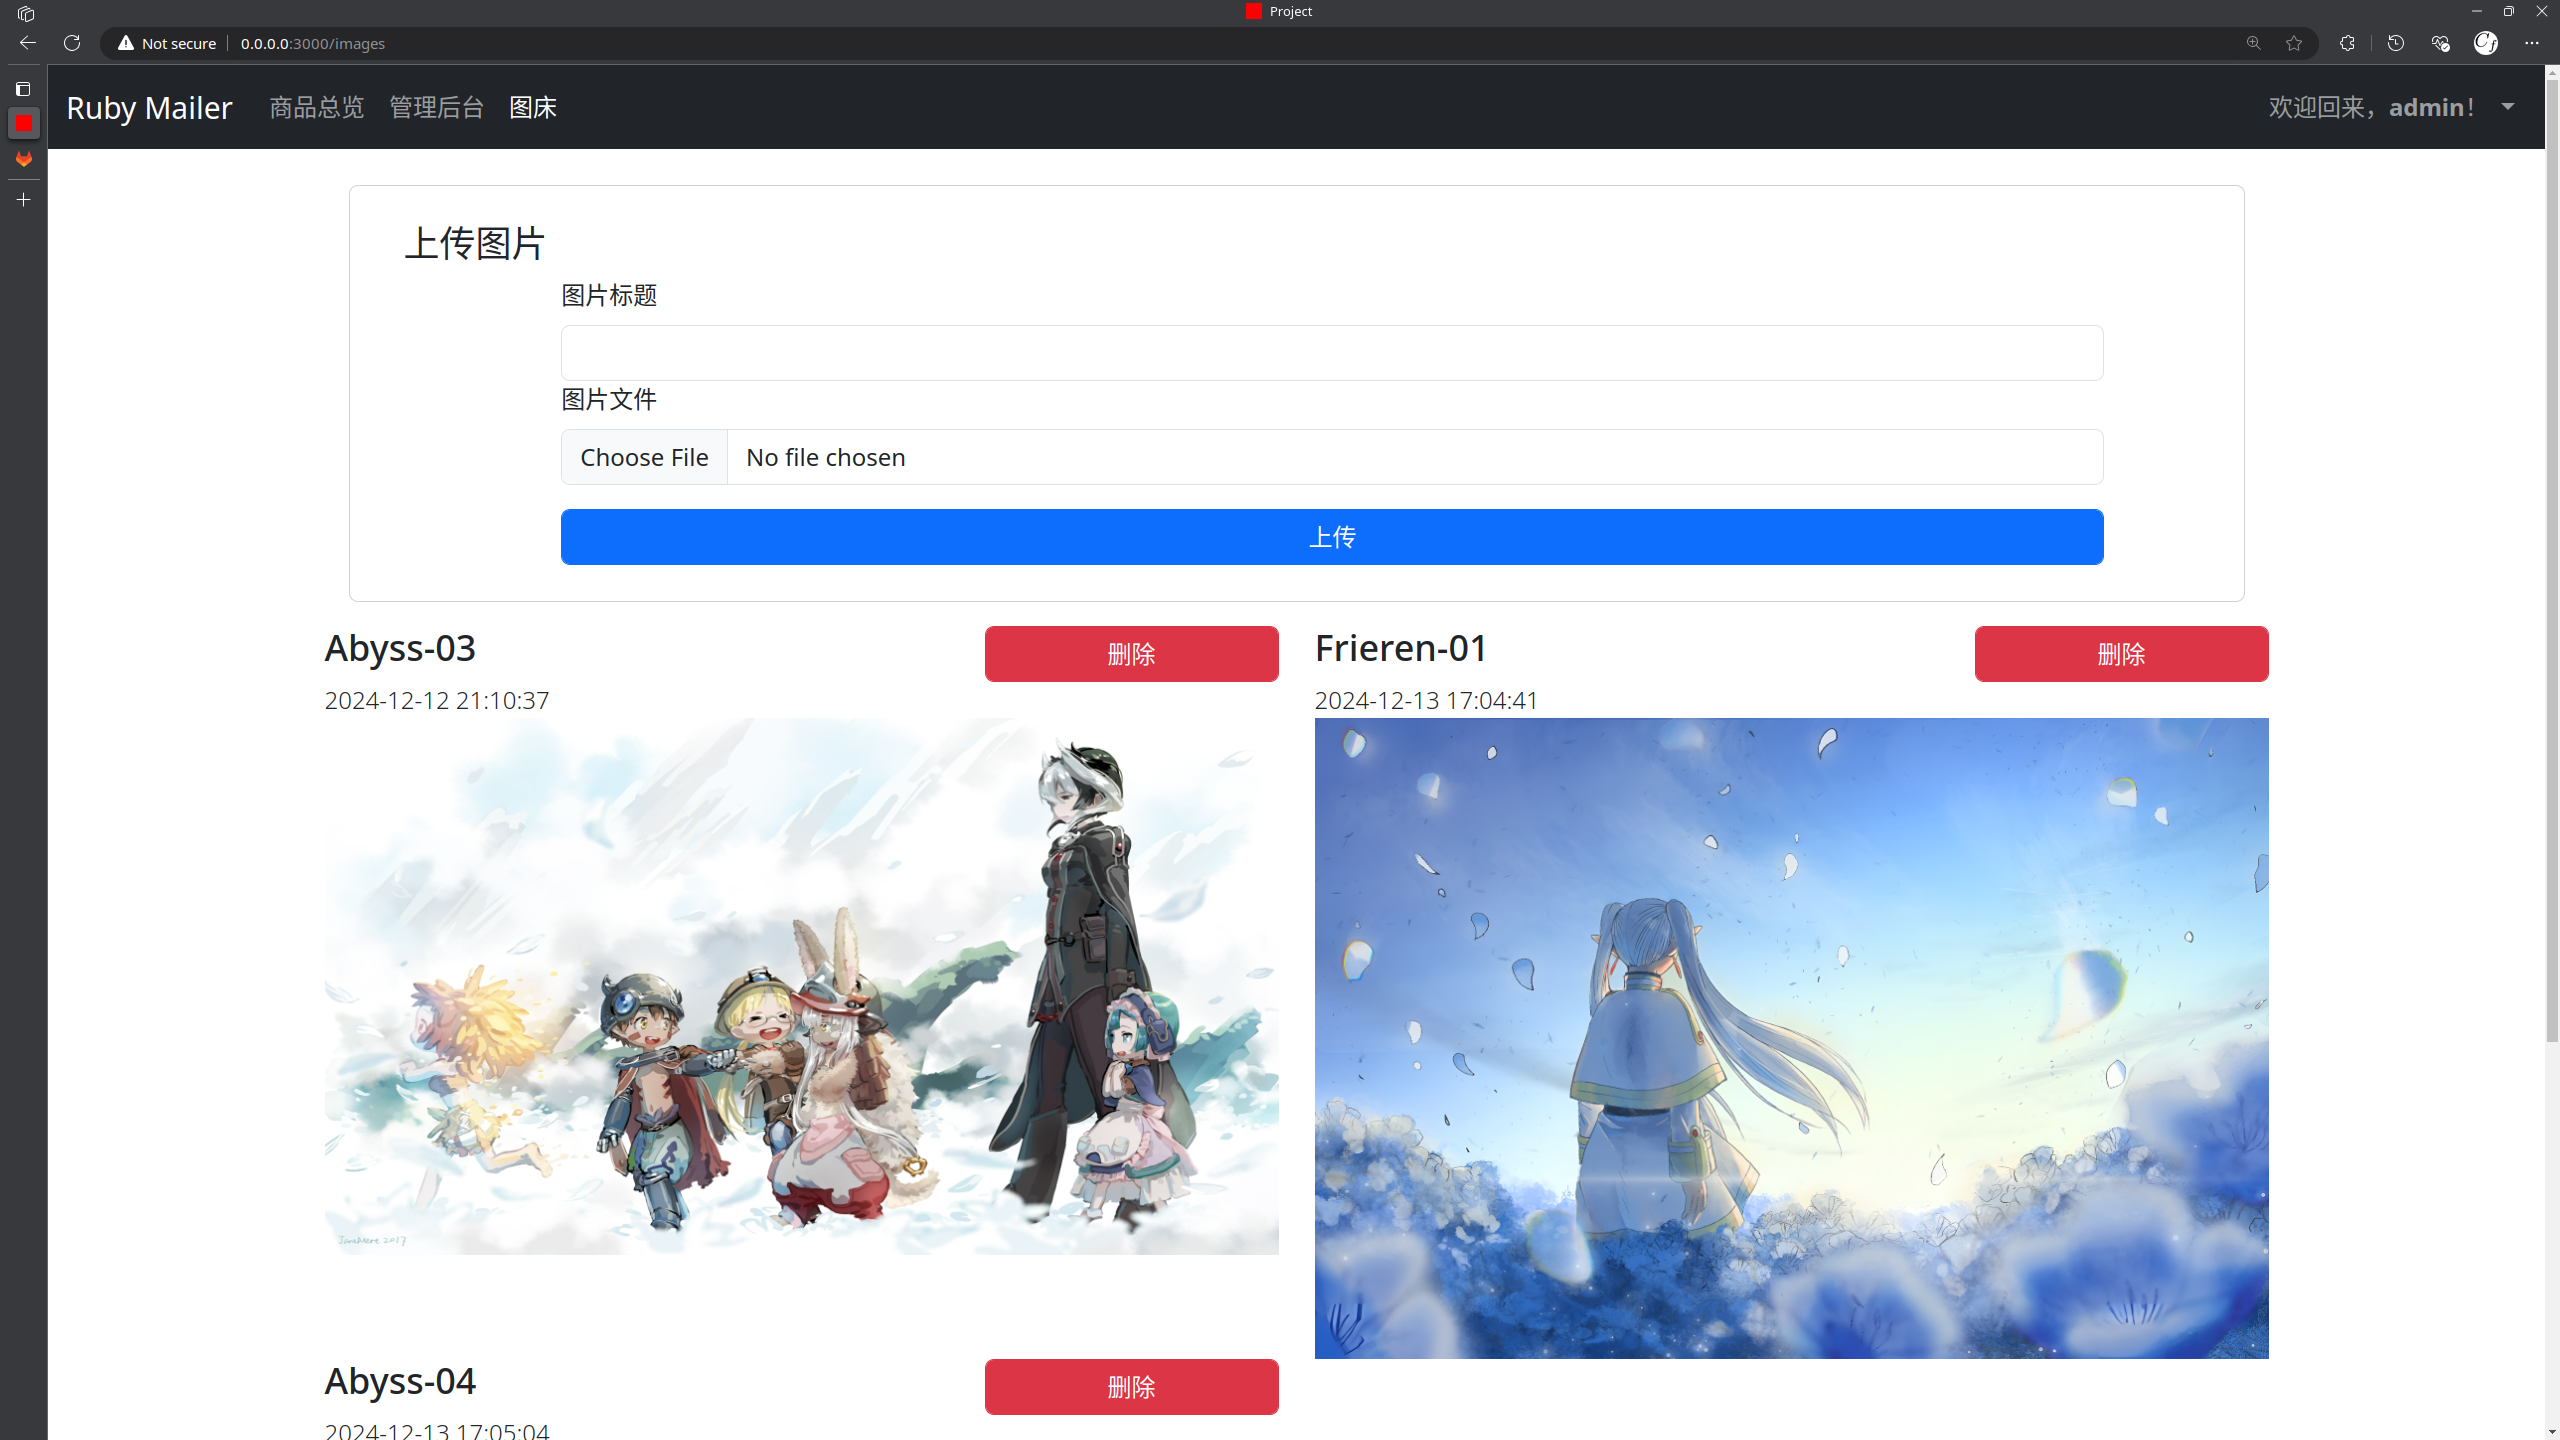 Project
Not secure
0.0.0.0:3000/images
Ruby Mailer
商品总览
管理后台
图床
欢迎回来，admin！
上传图片
图片标题
图片文件
Choose File
No file chosen
上传
Abyss-03
删除
2024-12-12 21:10:37
Frieren-01
删除
2024-12-13 17:04:41
Abyss-04
删除
2024-12-13 17:05:04